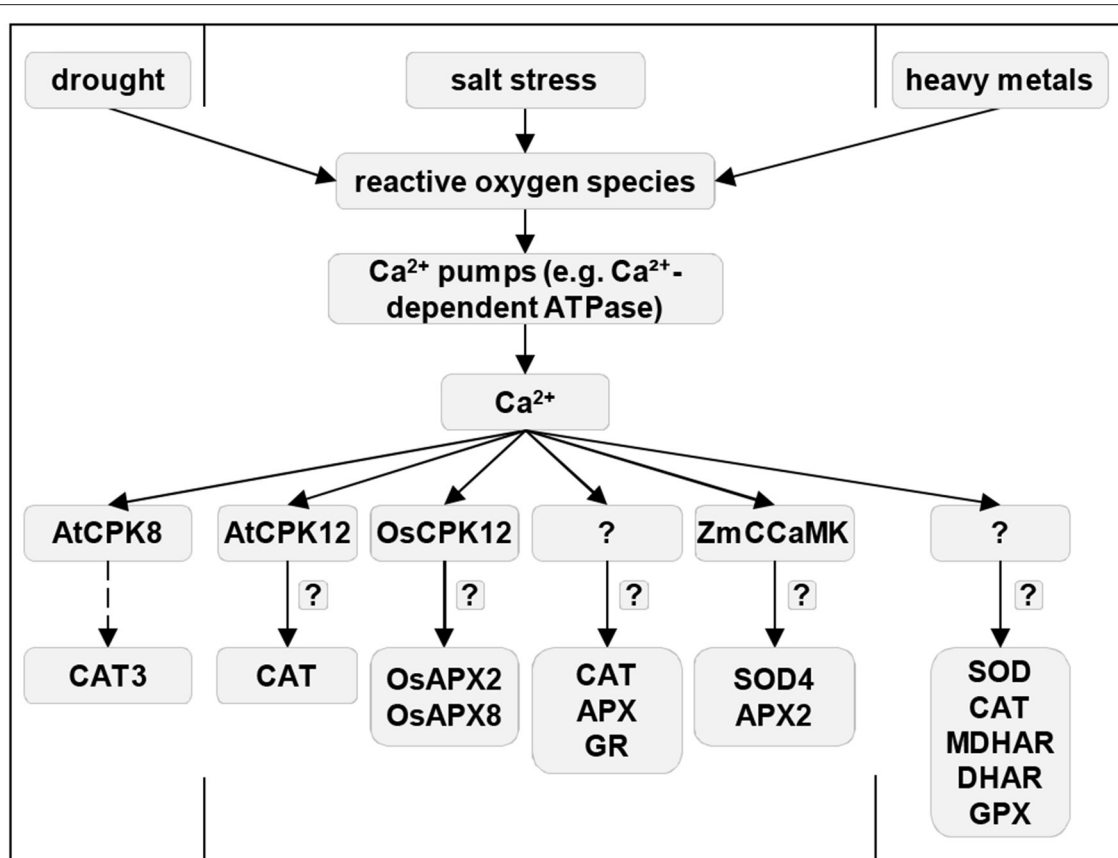 drought
salt stress
heavy metals
reactive oxygen species
Ca²⁺ pumps (e.g. Ca²⁺-
dependent ATPase)
Ca²⁺
AtCPK8
AtCPK12
OsCPK12
?
ZmCCaMK
?
?
?
?
?
?
CAT3
CAT
OsAPX2
OsAPX8
CAT
APX
GR
SOD4
APX2
SOD
CAT
MDHAR
DHAR
GPX